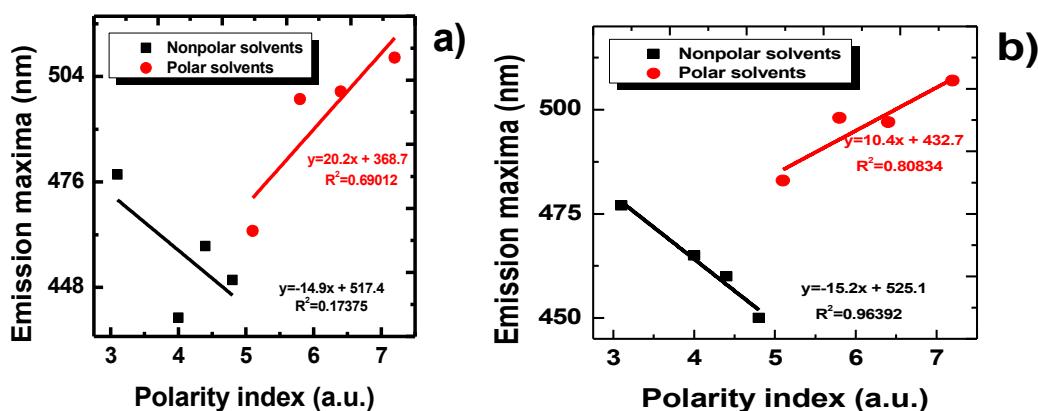 a)
Nonpolar solvents
Polar solvents
504
476
448
Emission maxima (nm)
y=20.2x + 368.7
R²=0.69012
y=-14.9x + 517.4
R²=0.17375
3 4 5 6 7
Polarity index (a.u.)
b)
Nonpolar solvents
Polar solvents
500
475
450
Emission maxima (nm)
y=10.4x + 432.7
R²=0.80834
y=-15.2x + 525.1
R²=0.96392
3 4 5 6 7
Polarity index (a.u.)